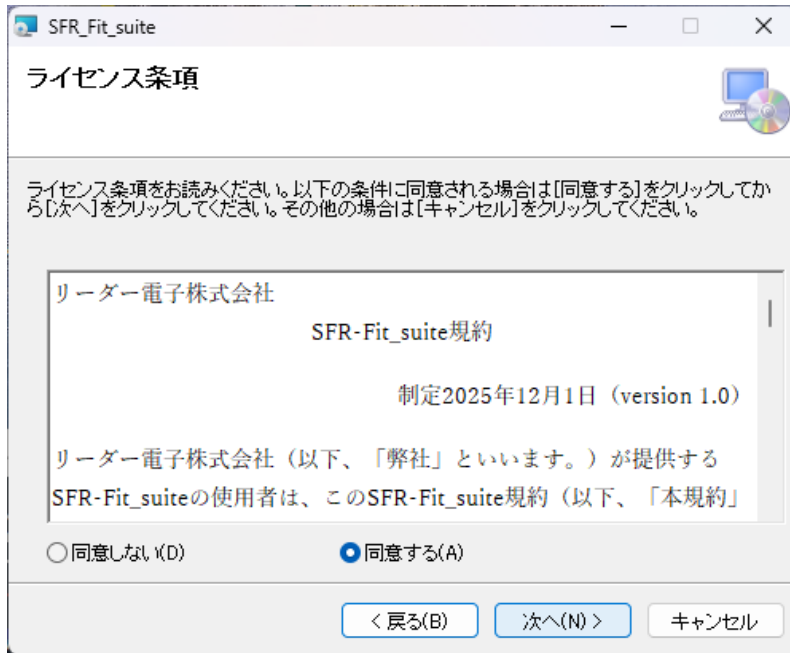 SFR_Fit_suite
ライセンス条項
ライセンス条項をお読みください。以下の条件に同意される場合は[同意する]をクリックしてか
ら[次へ]をクリックしてください。その他の場合は[キャンセル]をクリックしてください。
リーダー電子株式会社
SFR-Fit_suite規約
制定2025年12月1日（version 1.0）
リーダー電子株式会社（以下、「弊社」といいます。）が提供する
SFR-Fit_suiteの使用者は、このSFR-Fit_suite規約（以下、「本規約」
同意しない(D)
同意する(A)
< 戻る(B)
次へ(N) >
キャンセル